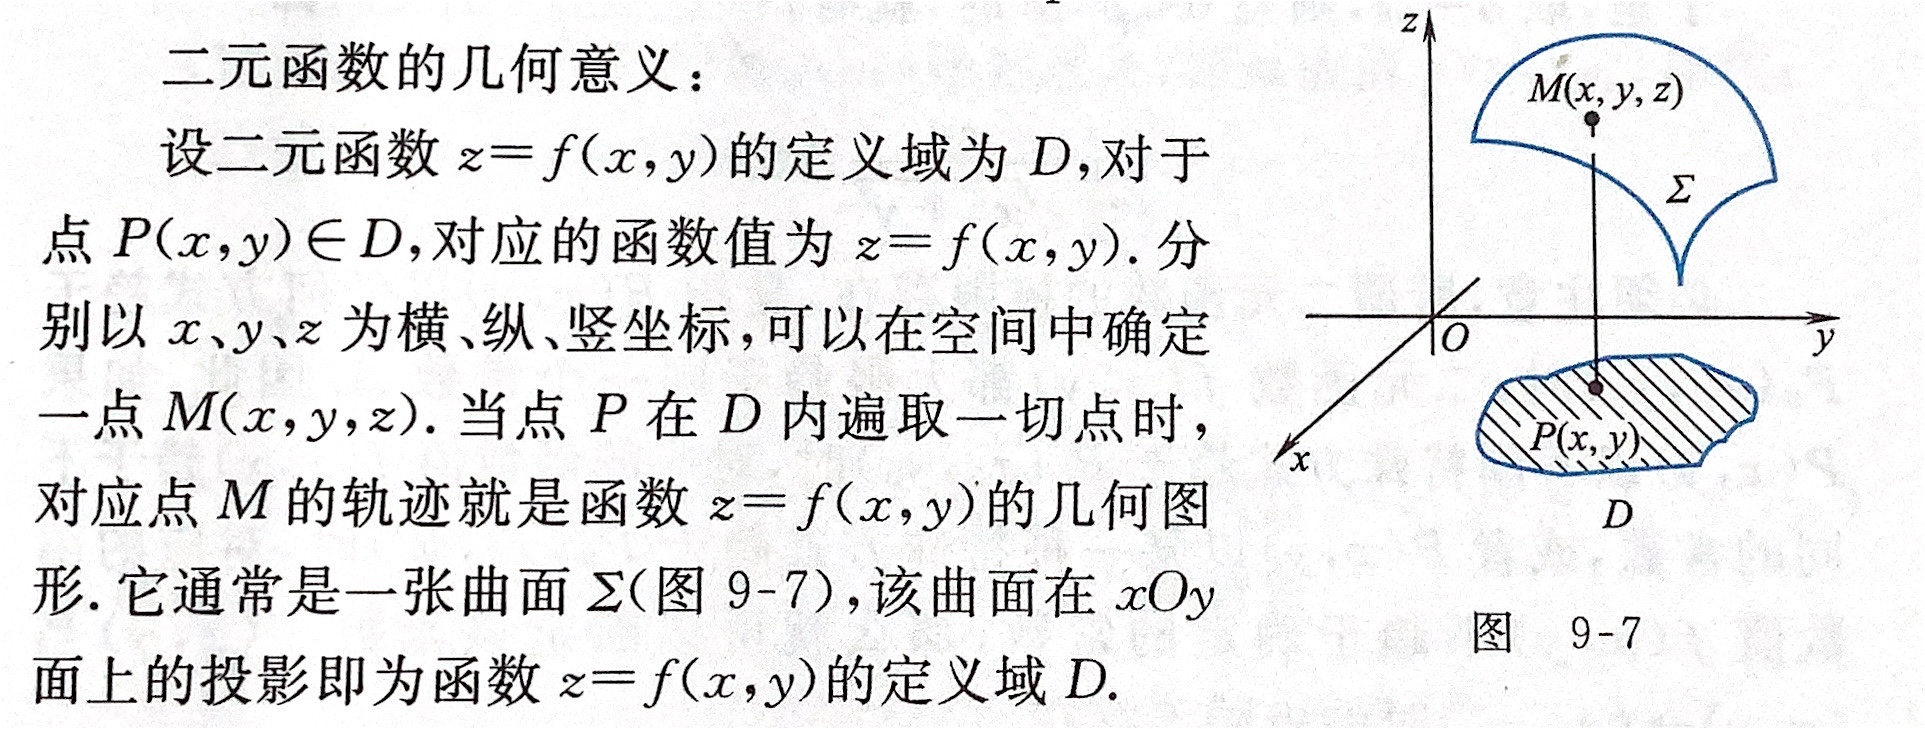 二元函数的几何意义：
设二元函数 z=f(x,y)的定义域为 D,对于
点 P(x,y)∈D,对应的函数值为 z=f(x,y). 分
别以 x、y、z 为横、纵、竖坐标,可以在空间中确定
一点 M(x,y,z). 当点 P 在 D 内遍取一切点时,
对应点 M 的轨迹就是函数 z=f(x,y)的几何图
形. 它通常是一张曲面 Σ(图 9-7),该曲面在 xOy
面上的投影即为函数 z=f(x,y)的定义域 D.
z
M(x, y, z)
Σ
O
y
x
P(x, y)
D
图 9-7